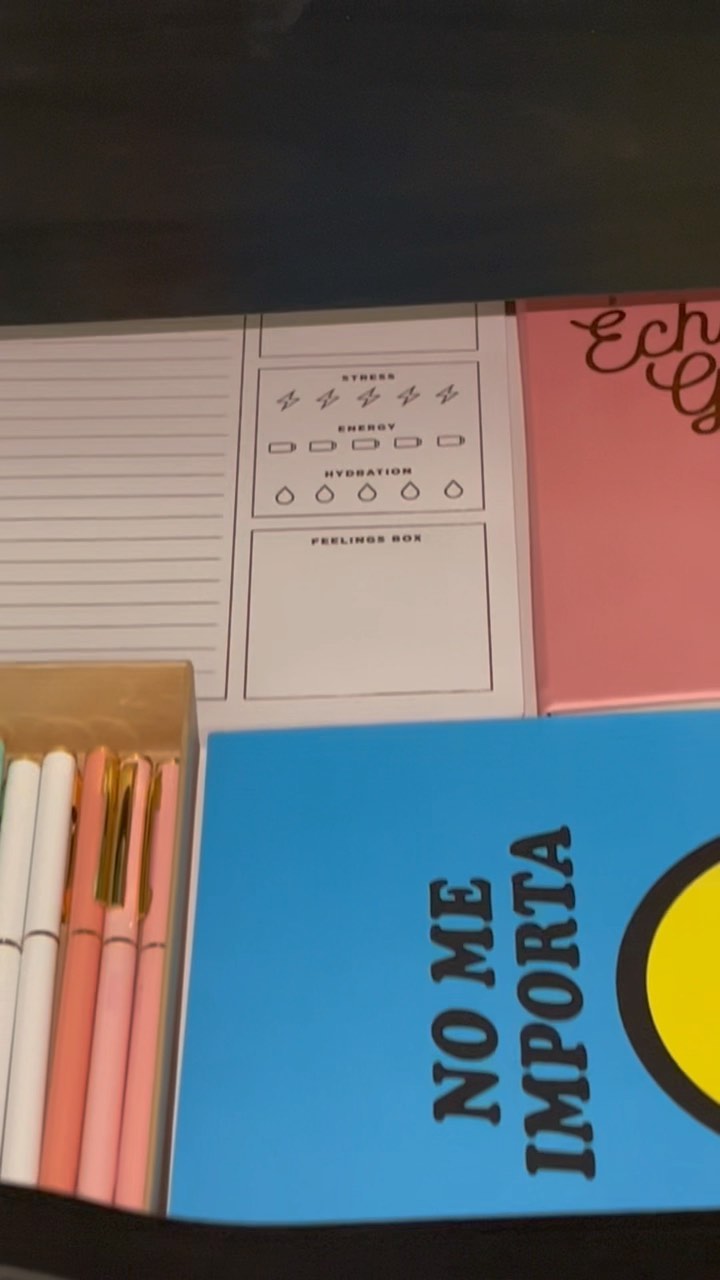 STRESS
ENERGY
HYDRATION
FEELINGS BOX
NO ME
IMPORTA